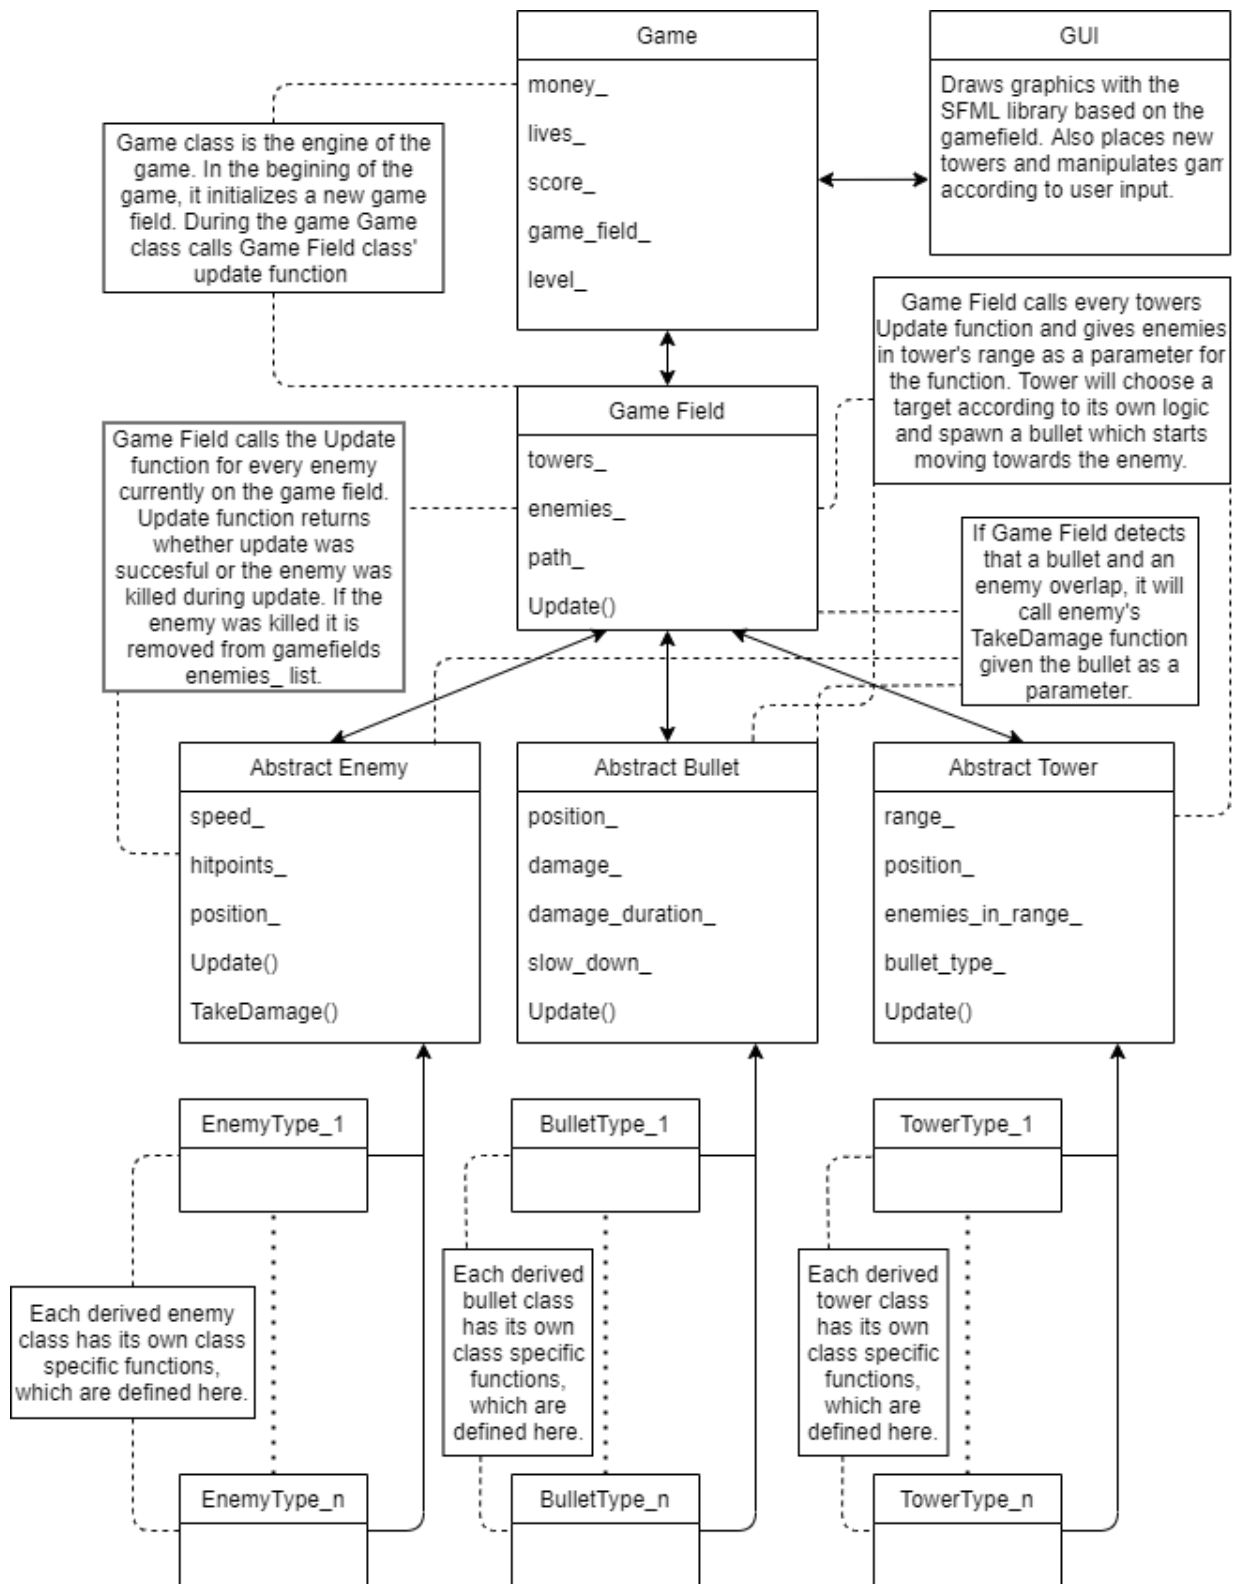 Game
money_
lives_
score_
game_field_
level_
GUI
Draws graphics with the
SFML library based on the
gamefield. Also places new
towers and manipulates gam
according to user input.
Game class is the engine of the
game. In the begining of the
game, it initializes a new game
field. During the game Game
class calls Game Field class'
update function
Game Field calls every towers
Update function and gives enemies
in tower's range as a parameter for
the function. Tower will choose a
target according to its own logic
and spawn a bullet which starts
moving towards the enemy.
Game Field
towers_
enemies_
path_
Update()
Game Field calls the Update
function for every enemy
currently on the game field.
Update function returns
whether update was
succesful or the enemy was
killed during update. If the
enemy was killed it is
removed from gamefields
enemies_ list.
If Game Field detects
that a bullet and an
enemy overlap, it will
call enemy's
TakeDamage function
given the bullet as a
parameter.
Abstract Enemy
speed_
hitpoints_
position_
Update()
TakeDamage()
Abstract Bullet
position_
damage_
damage_duration_
slow_down_
Update()
Abstract Tower
range_
position_
enemies_in_range_
bullet_type_
Update()
EnemyType_1
BulletType_1
TowerType_1
Each derived enemy
class has its own class
specific functions,
which are defined here.
Each derived
bullet class
has its own
class specific
functions,
which are
defined here.
Each derived
tower class
has its own
class specific
functions,
which are
defined here.
EnemyType_n
BulletType_n
TowerType_n